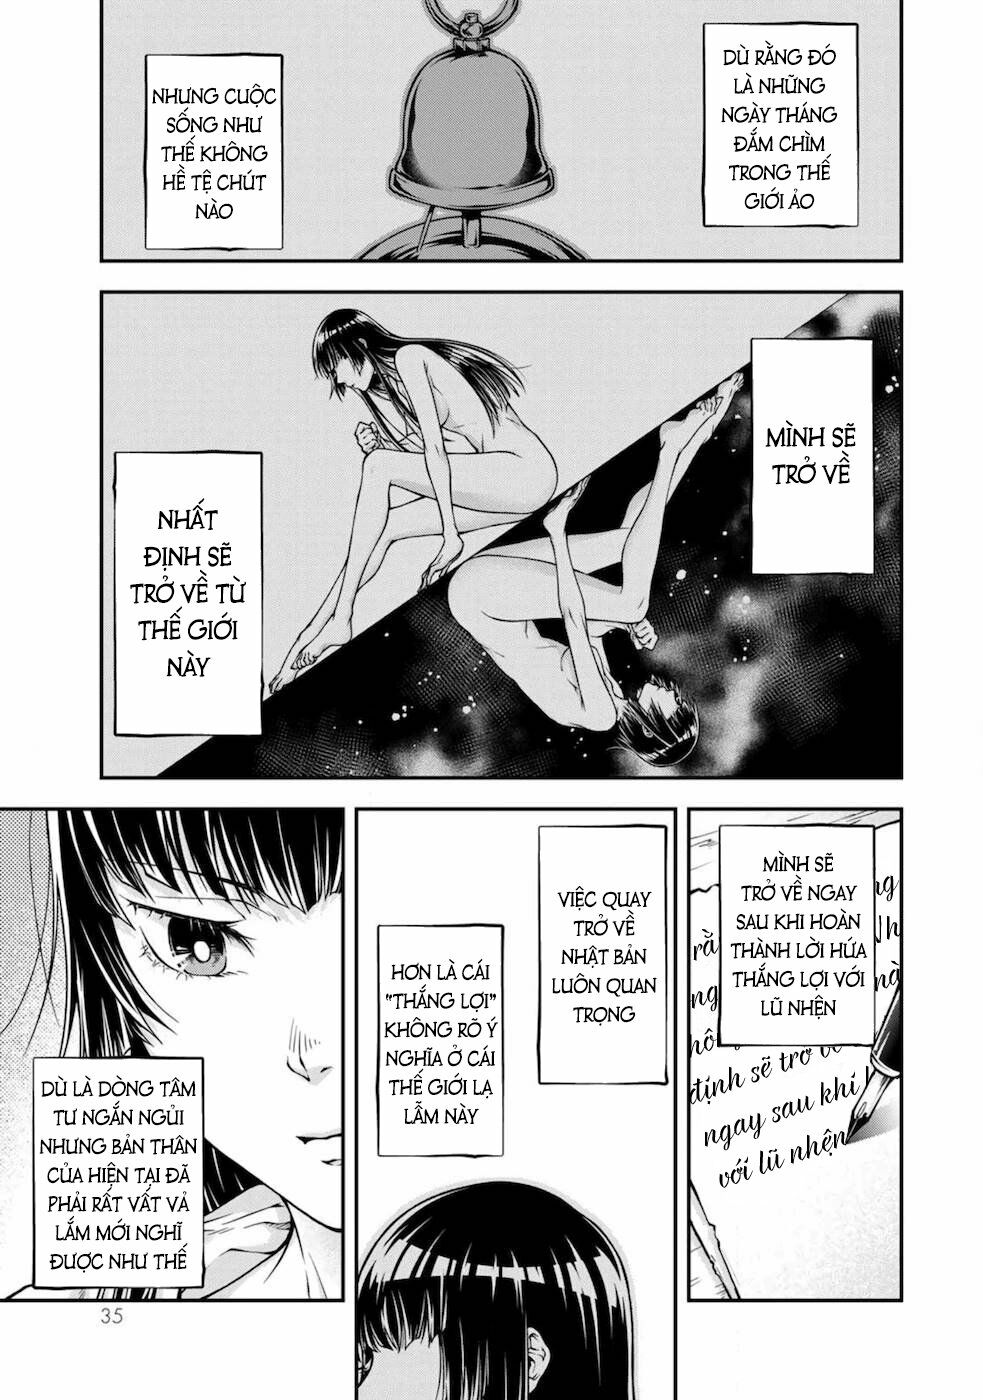 DÙ RẰNG ĐÓ
LÀ NHỮNG
NGÀY THÁNG
ĐẮM CHÌM
TRONG THẾ
GIỚI ẢO
NHƯNG CUỘC
SỐNG NHƯ
THẾ KHÔNG
HỀ TỆ CHÚT
NÀO
MÌNH SẼ
TRỞ VỀ
NHẤT
ĐỊNH SẼ
TRỞ VỀ TỪ
THẾ GIỚI
NÀY
MÌNH SẼ
TRỞ VỀ NGAY
SAU KHI HOÀN
THÀNH LỜI HỨA
THẮNG LỢI VỚI
LŨ NHỆN
rằ
định sẽ trở về
ngay sau khi
với lũ nhện
VIỆC QUAY
TRỞ VỀ
NHẬT BẢN
LUÔN QUAN
TRỌNG
HƠN LÀ CÁI
"THẮNG LỢI"
KHÔNG RÕ Ý
NGHĨA Ở CÁI
THẾ GIỚI LẠ
LẪM NÀY
DÙ LÀ DÒNG TÂM
TƯ NGẮN NGỦI
NHƯNG BẢN THÂN
CỦA HIỆN TẠI ĐÃ
PHẢI RẤT VẤT VẢ
LẮM MỚI NGHĨ
ĐƯỢC NHƯ THẾ
35